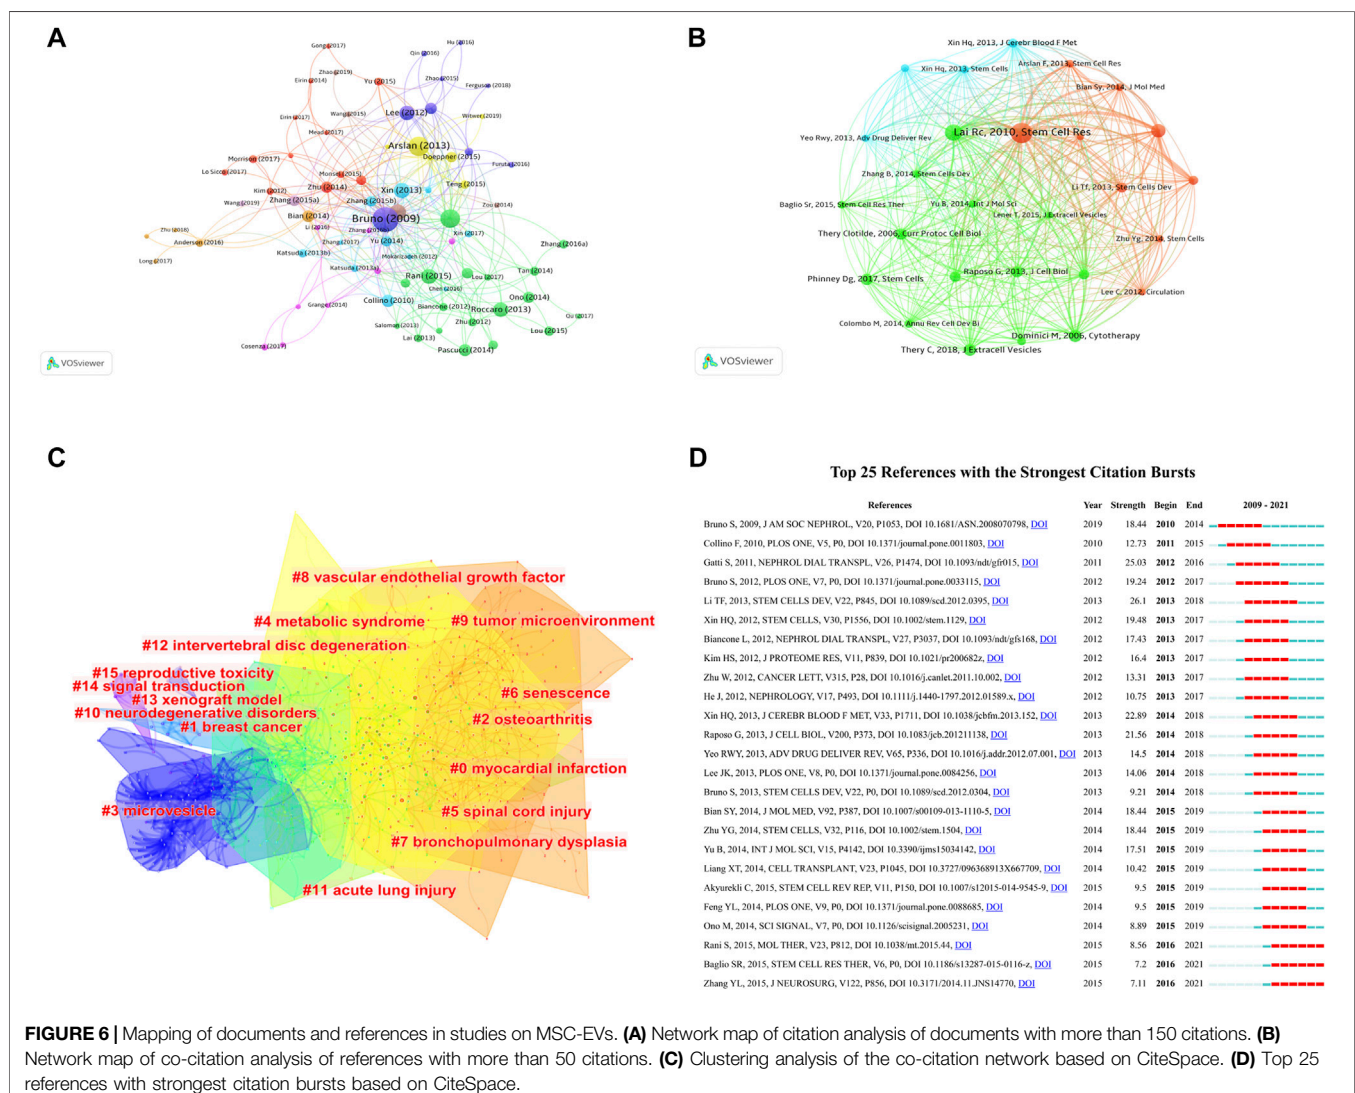 A
Gong (2017)
Hu (2016)
Qin (2016)
Zhao (2019)
Zhao (2015)
Eirin (2014)
Yu (2015)
Ferguson (2018)
Lee (2012)
Eirin (2017)
Witwer (2019)
Mead (2017)
Arslan (2013)
Doeppner (2015)
Morrison (2017)
Furuta (2016)
Lo Sicco (2017)
Monsel (2015)
Teng (2015)
Kim (2012)
Zhu (2014)
Xin (2013)
Zhang (2015a)
Zhang (2015b)
Wang (2019)
Zou (2014)
Bian (2014)
Bruno (2009)
Li (2016)
Zhu (2018)
Xin (2017)
Anderson (2016)
Zhang (2017)
Yu (2014)
Zhang (2016a)
Katsuda (2013b)
Mokarizadeh (2012)
Long (2017)
Katsuda (2013a)
Rani (2015)
Lou (2017)
Tan (2014)
Chen (2016)
Grange (2014)
Collino (2010)
Biancone (2012)
Ono (2014)
Roccaro (2013)
Qu (2017)
Salomon (2013)
Zhu (2012)
Lou (2015)
Lai (2013)
Cosenza (2017)
Pascucci (2014)
VOSviewer
B
Xin Hq, 2013, J Cerebr Blood F Met
Xin Hq, 2013, Stem Cells
Arslan F, 2013, Stem Cell Res
Bian Sy, 2014, J Mol Med
Lai Rc, 2010, Stem Cell Res
Yeo Rwy, 2013, Adv Drug Deliver Rev
Zhang B, 2014, Stem Cells Dev
Li Tf, 2013, Stem Cells Dev
Baglio Sr, 2015, Stem Cell Res Ther
Yu B, 2014, Int J Mol Sci
Lener T, 2015, J Extracell Vesicles
Thery Clotilde, 2006, Curr Protoc Cell Biol
Zhu Yg, 2014, Stem Cells
Phinney Dg, 2017, Stem Cells
Raposo G, 2013, J Cell Biol
Lee C, 2012, Circulation
Colombo M, 2014, Annu Rev Cell Dev Bi
Dominici M, 2006, Cytotherapy
Thery C, 2018, J Extracell Vesicles
VOSviewer
C
#8 vascular endothelial growth factor
#4 metabolic syndrome
#9 tumor microenvironment
#12 intervertebral disc degeneration
#15 reproductive toxicity
#14 signal transduction
#6 senescence
#13 xenograft model
#10 neurodegenerative disorders
#2 osteoarthritis
#1 breast cancer
#0 myocardial infarction
#3 microvesicle
#5 spinal cord injury
#7 bronchopulmonary dysplasia
#11 acute lung injury
D
Top 25 References with the Strongest Citation Bursts
References Year Strength Begin End 2009 - 2021
Bruno S, 2009, J AM SOC NEPHROL, V20, P1053, DOI 10.1681/ASN.2008070798, DOI 2019 18.44 2010 2014
Collino F, 2010, PLOS ONE, V5, P0, DOI 10.1371/journal.pone.0011803, DOI 2010 12.73 2011 2015
Gatti S, 2011, NEPHROL DIAL TRANSPL, V26, P1474, DOI 10.1093/ndt/gfr015, DOI 2011 25.03 2012 2016
Bruno S, 2012, PLOS ONE, V7, P0, DOI 10.1371/journal.pone.0033115, DOI 2012 19.24 2012 2017
Li TF, 2013, STEM CELLS DEV, V22, P845, DOI 10.1089/scd.2012.0395, DOI 2013 26.1 2013 2018
Xin HQ, 2012, STEM CELLS, V30, P1556, DOI 10.1002/stem.1129, DOI 2012 19.48 2013 2017
Biancone L, 2012, NEPHROL DIAL TRANSPL, V27, P3037, DOI 10.1093/ndt/gfs168, DOI 2012 17.43 2013 2017
Kim HS, 2012, J PROTEOME RES, V11, P839, DOI 10.1021/pr200682z, DOI 2012 16.4 2013 2017
Zhu W, 2012, CANCER LETT, V315, P28, DOI 10.1016/j.canlet.2011.10.002, DOI 2012 13.31 2013 2017
He J, 2012, NEPHROLOGY, V17, P493, DOI 10.1111/j.1440-1797.2012.01589.x, DOI 2012 10.75 2013 2017
Xin HQ, 2013, J CEREBR BLOOD F MET, V33, P1711, DOI 10.1038/jcbfm.2013.152, DOI 2013 22.89 2014 2018
Raposo G, 2013, J CELL BIOL, V200, P373, DOI 10.1083/jcb.201211138, DOI 2013 21.56 2014 2018
Yeo RWY, 2013, ADV DRUG DELIVER REV, V65, P336, DOI 10.1016/j.addr.2012.07.001, DOI 2013 14.5 2014 2018
Lee JK, 2013, PLOS ONE, V8, P0, DOI 10.1371/journal.pone.0084256, DOI 2013 14.06 2014 2018
Bruno S, 2013, STEM CELLS DEV, V22, P0, DOI 10.1089/scd.2012.0304, DOI 2013 9.21 2014 2018
Bian SY, 2014, J MOL MED, V92, P387, DOI 10.1007/s00109-013-1110-5, DOI 2014 18.44 2015 2019
Zhu YG, 2014, STEM CELLS, V32, P116, DOI 10.1002/stem.1504, DOI 2014 18.44 2015 2019
Yu B, 2014, INT J MOL SCI, V15, P4142, DOI 10.3390/ijms15034142, DOI 2014 17.51 2015 2019
Liang XT, 2014, CELL TRANSPLANT, V23, P1045, DOI 10.3727/096368913X667709, DOI 2014 10.42 2015 2019
Akyurekli C, 2015, STEM CELL REV REP, V11, P150, DOI 10.1007/s12015-014-9545-9, DOI 2015 9.5 2015 2019
Feng YL, 2014, PLOS ONE, V9, P0, DOI 10.1371/journal.pone.0088685, DOI 2014 9.5 2015 2019
Ono M, 2014, SCI SIGNAL, V7, P0, DOI 10.1126/scisignal.2005231, DOI 2014 8.89 2015 2019
Rani S, 2015, MOL THER, V23, P812, DOI 10.1038/mt.2015.44, DOI 2015 8.56 2016 2021
Baglio SR, 2015, STEM CELL RES THER, V6, P0, DOI 10.1186/s13287-015-0116-z, DOI 2015 7.2 2016 2021
Zhang YL, 2015, J NEUROSURG, V122, P856, DOI 10.3171/2014.11.JNS14770, DOI 2015 7.11 2016 2021
FIGURE 6 | Mapping of documents and references in studies on MSC-EVs. (A) Network map of citation analysis of documents with more than 150 citations. (B)
Network map of co-citation analysis of references with more than 50 citations. (C) Clustering analysis of the co-citation network based on CiteSpace. (D) Top 25
references with strongest citation bursts based on CiteSpace.